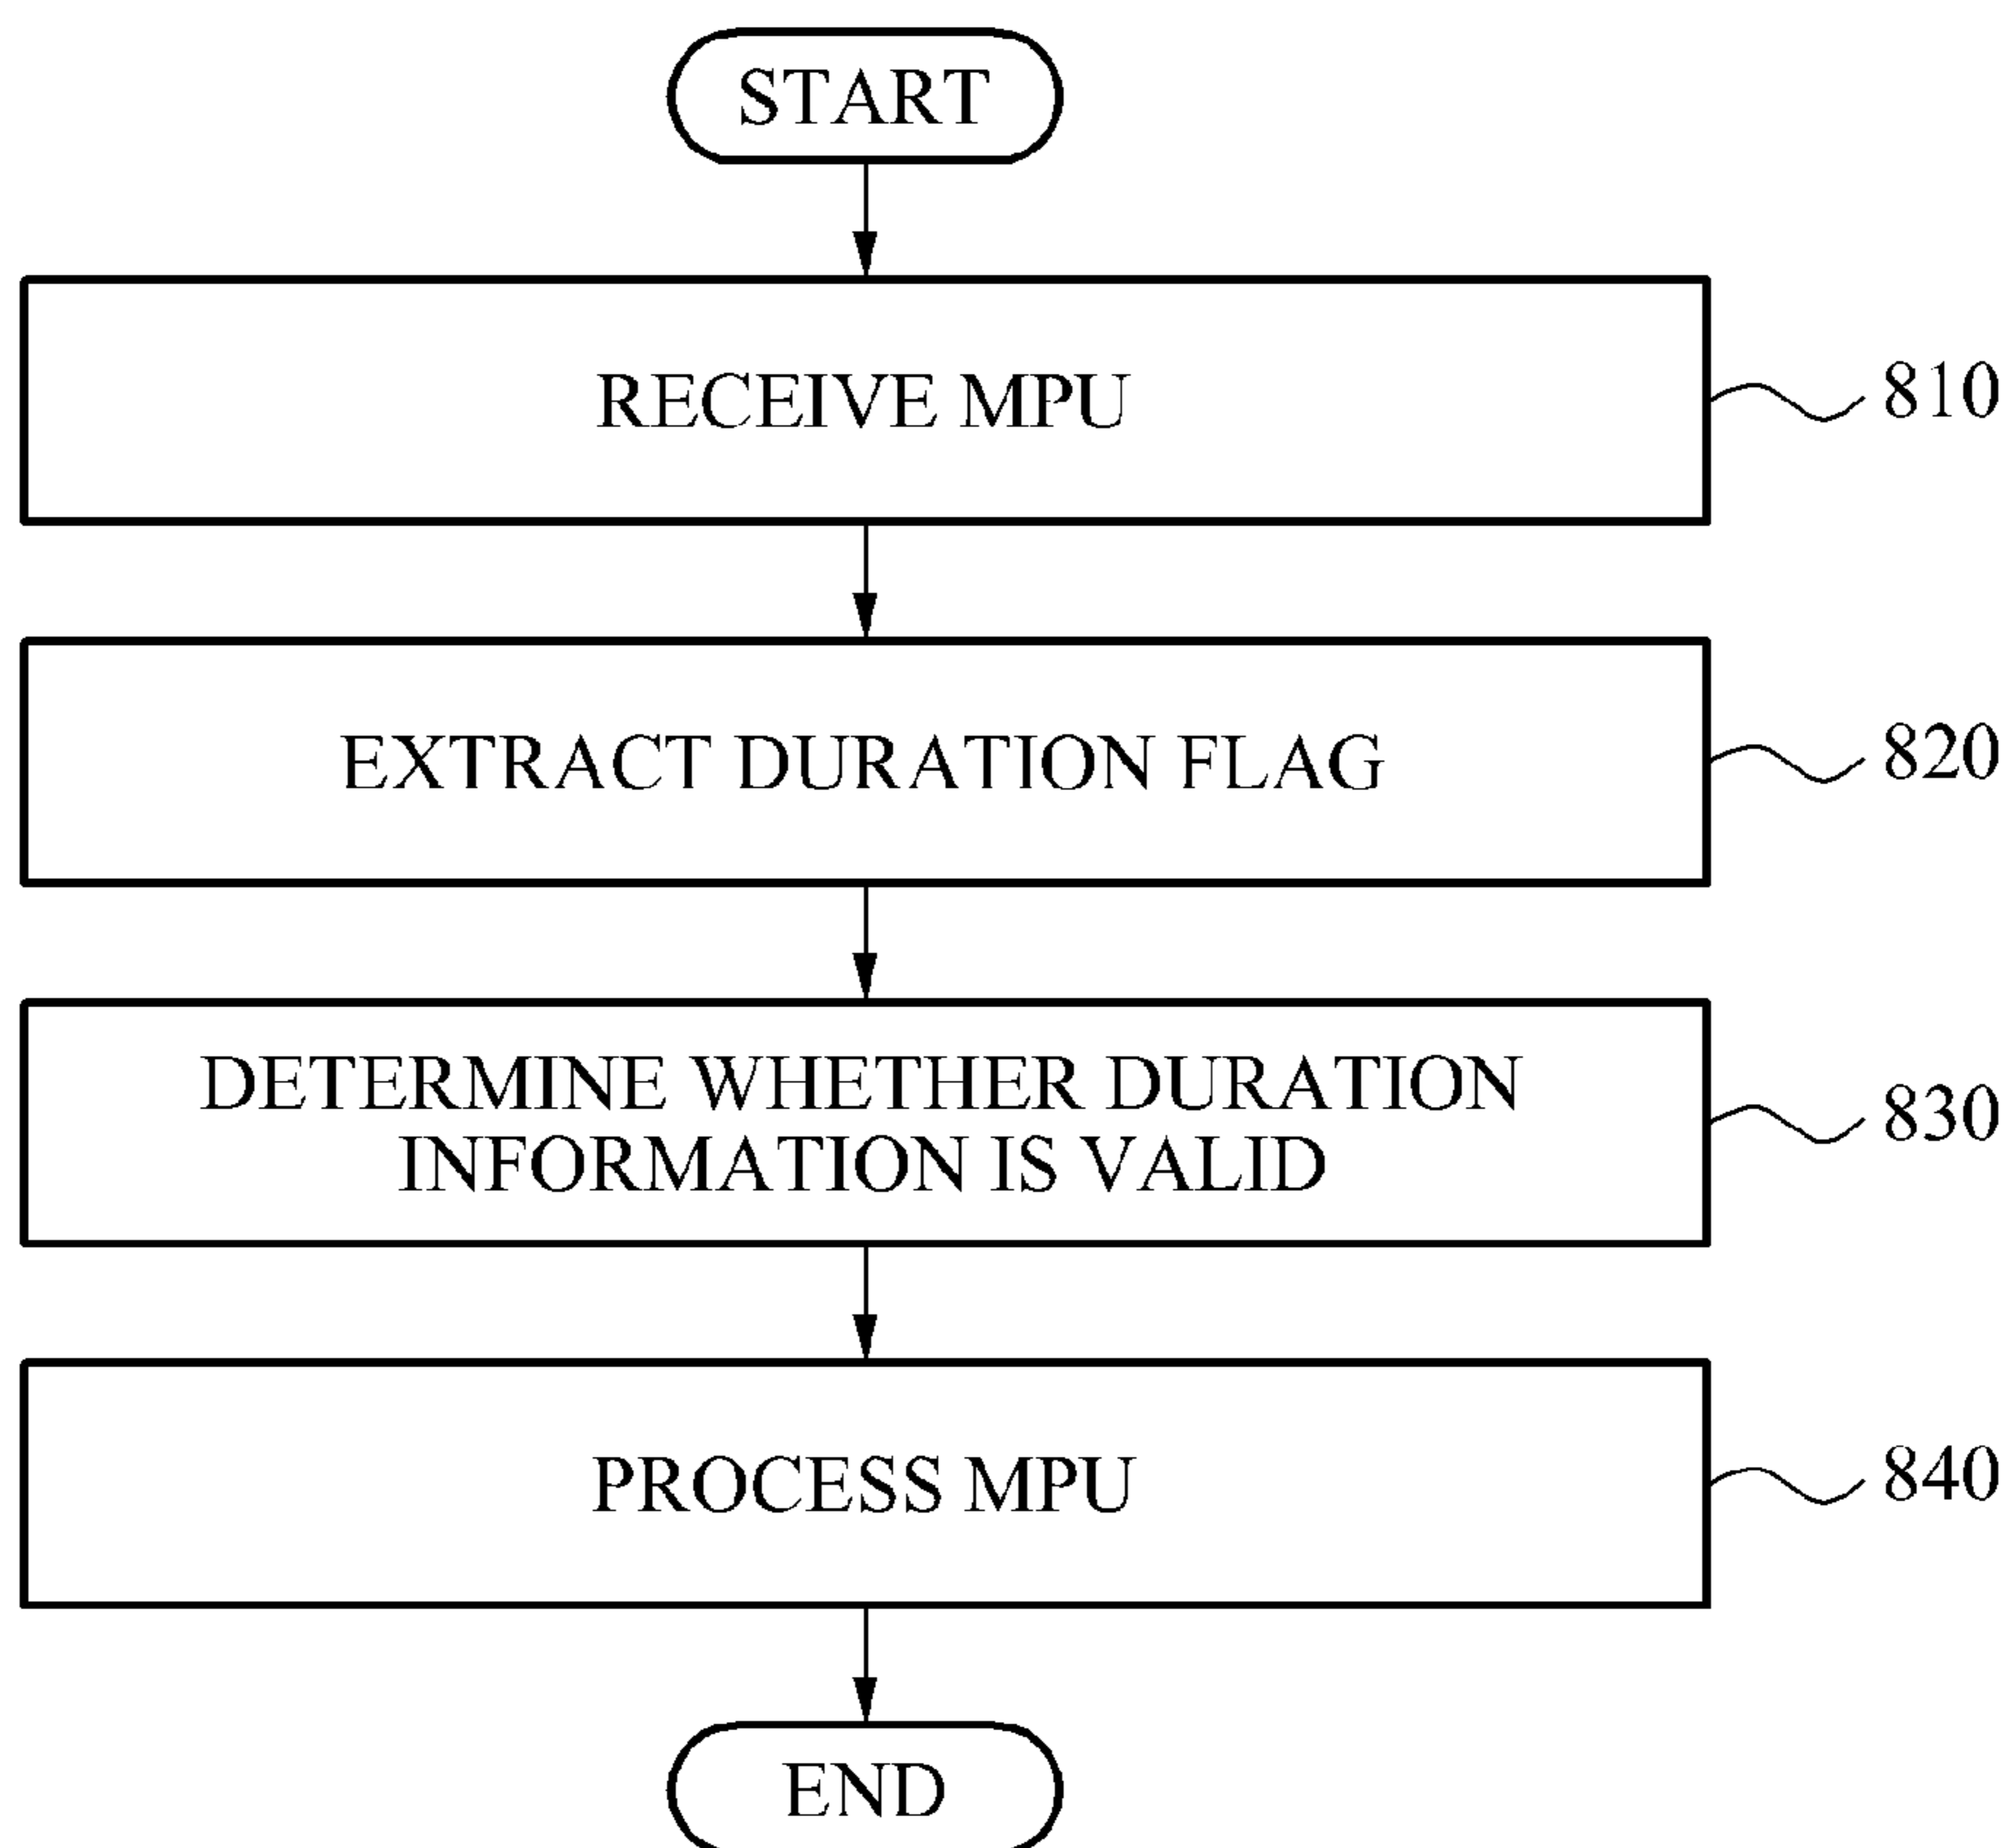 START
RECEIVE MPU
810
EXTRACT DURATION FLAG
820
DETERMINE WHETHER DURATION
INFORMATION IS VALID
830
PROCESS MPU
840
END